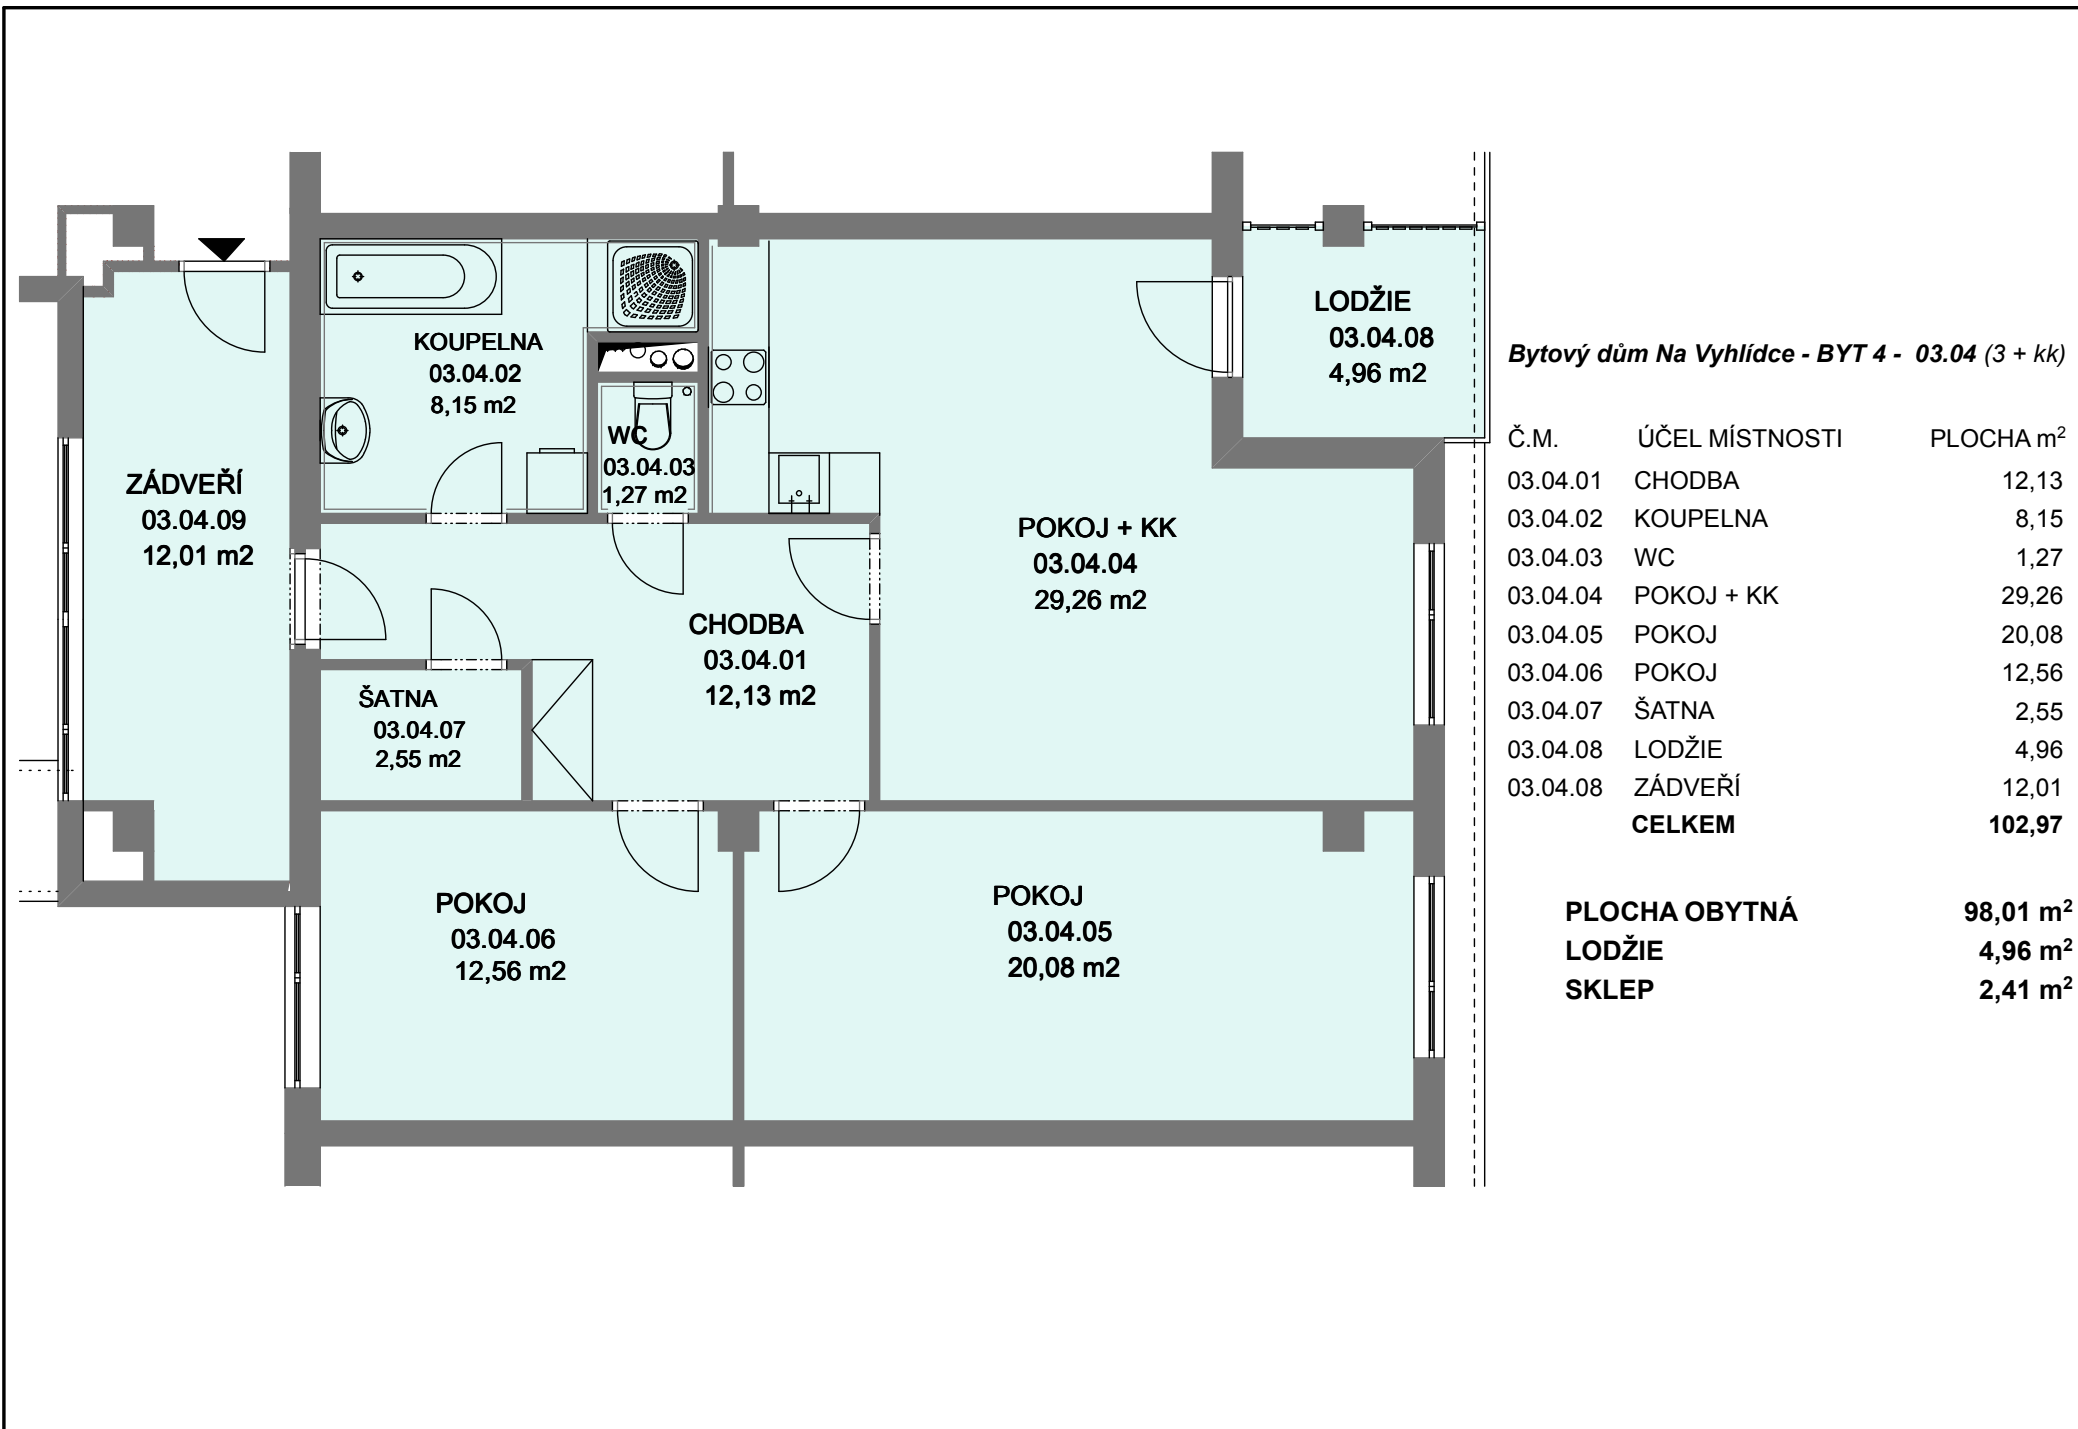 KOUPELNA
03.04.02
8,15 m2
WC
03.04.03
1,27 m2
ZÁDVEŘÍ
03.04.09
12,01 m2
LODŽIE
03.04.08
4,96 m2
POKOJ + KK
03.04.04
29,26 m2
CHODBA
03.04.01
12,13 m2
ŠATNA
03.04.07
2,55 m2
POKOJ
03.04.06
12,56 m2
POKOJ
03.04.05
20,08 m2
Bytový dům Na Vyhlídce - BYT 4 - 03.04 (3 + kk)
Č.M. ÚČEL MÍSTNOSTI PLOCHA m²
03.04.01 CHODBA 12,13
03.04.02 KOUPELNA 8,15
03.04.03 WC 1,27
03.04.04 POKOJ + KK 29,26
03.04.05 POKOJ 20,08
03.04.06 POKOJ 12,56
03.04.07 ŠATNA 2,55
03.04.08 LODŽIE 4,96
03.04.08 ZÁDVEŘÍ 12,01
CELKEM 102,97
PLOCHA OBYTNÁ 98,01 m²
LODŽIE 4,96 m²
SKLEP 2,41 m²